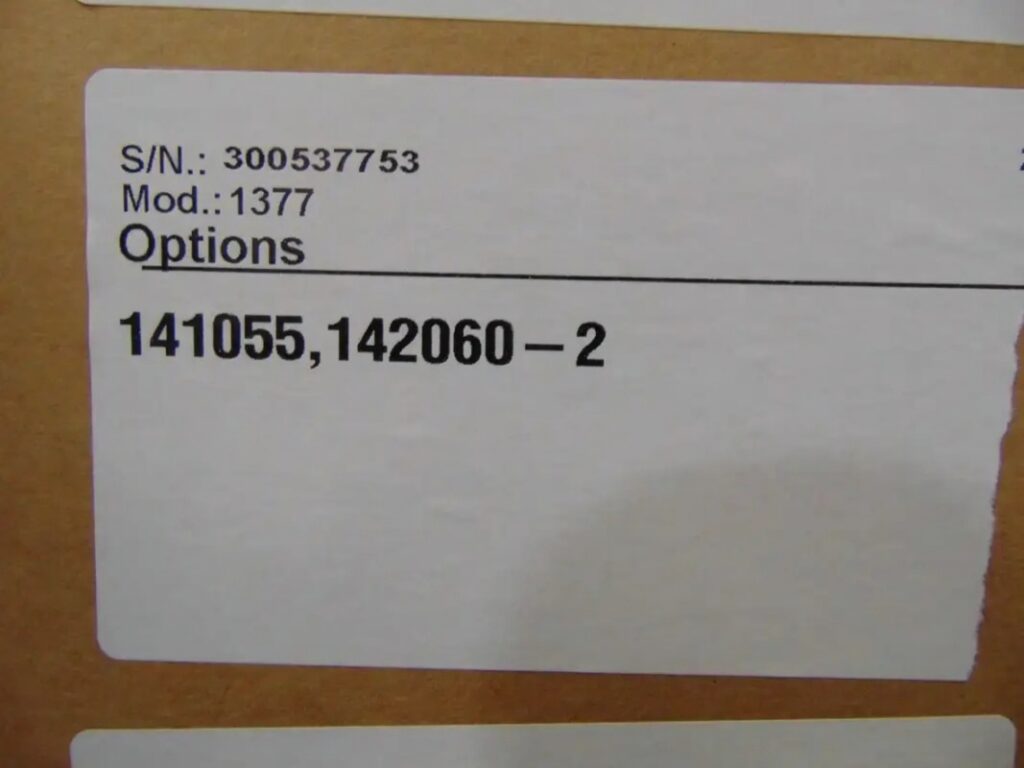 S/N.: 300537753
Mod.: 1377
Options
141055,142060-2